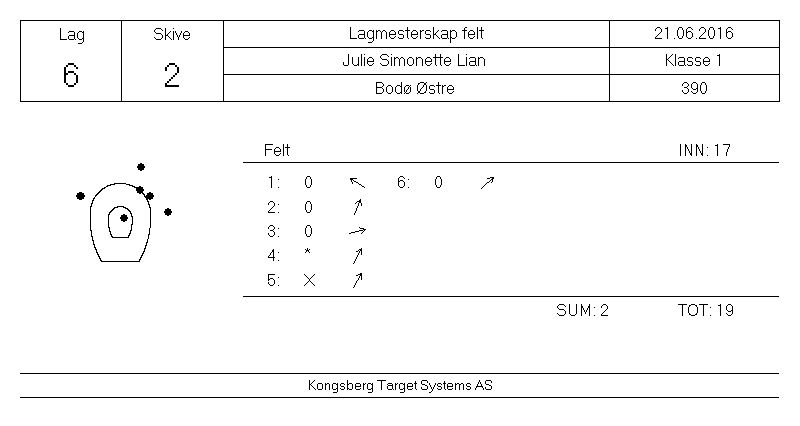 Lag Skive Lagmesterskap felt 21.06.2016
6 2 Julie Simonette Lian Klasse 1
Bodø Østre 390
Felt INN: 17
1: 0 6: 0
2: 0
3: 0
4: *
5: X
SUM: 2 TOT: 19
Kongsberg Target Systems AS